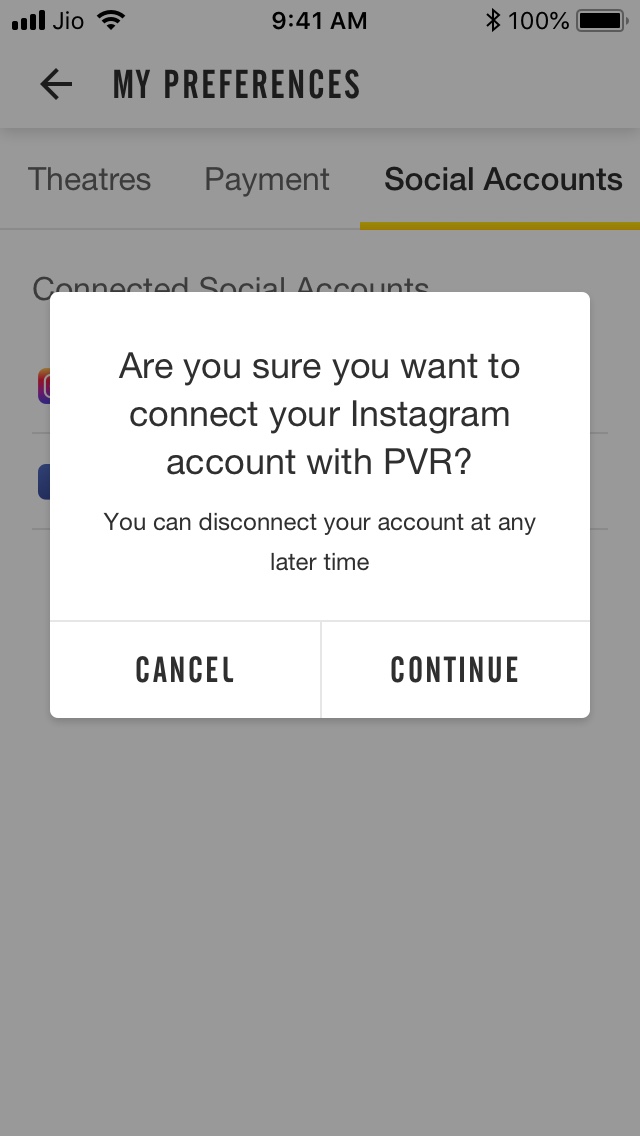 Jio 9:41 AM 100%
MY PREFERENCES
Theatres Payment Social Accounts
Connected Social Accounts
Are you sure you want to
connect your Instagram
account with PVR?
You can disconnect your account at any
later time
CANCEL CONTINUE